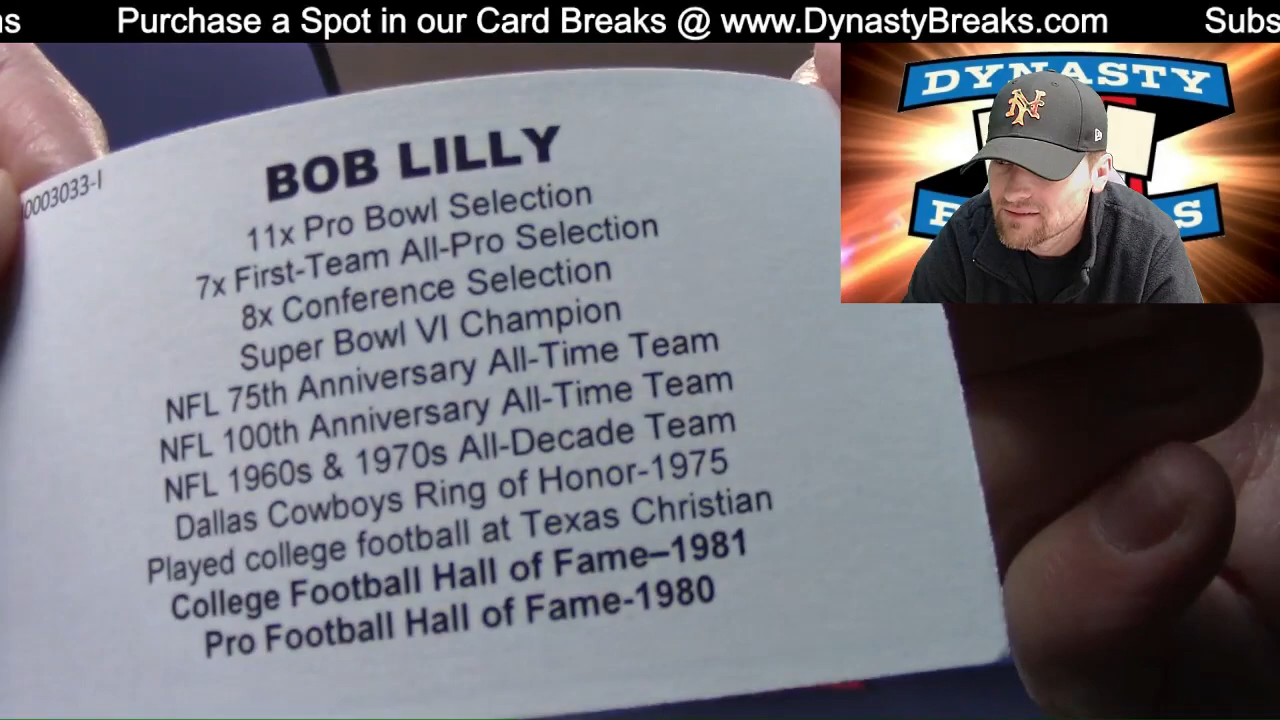 ns Purchase a Spot in our Card Breaks @ www.DynastyBreaks.com Subs
DYNASTY
0003033-I
BOB LILLY
11x Pro Bowl Selection
7x First-Team All-Pro Selection
8x Conference Selection
Super Bowl VI Champion
NFL 75th Anniversary All-Time Team
NFL 100th Anniversary All-Time Team
NFL 1960s & 1970s All-Decade Team
Dallas Cowboys Ring of Honor-1975
Played college football at Texas Christian
College Football Hall of Fame–1981
Pro Football Hall of Fame-1980